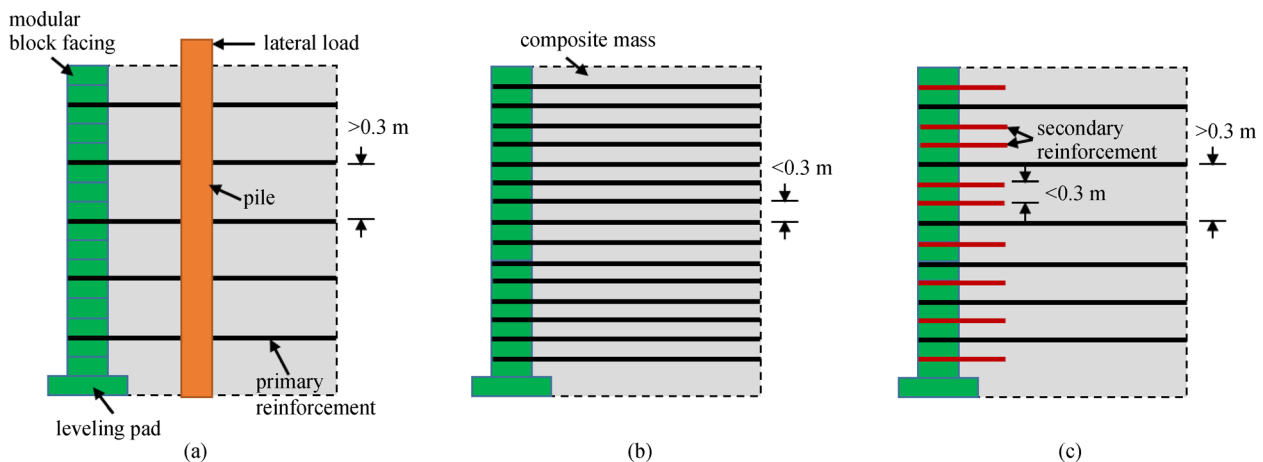 modular
block facing
lateral load
>0.3 m
pile
primary
reinforcement
leveling pad
(a)
composite mass
<0.3 m
(b)
secondary
reinforcement
>0.3 m
<0.3 m
(c)